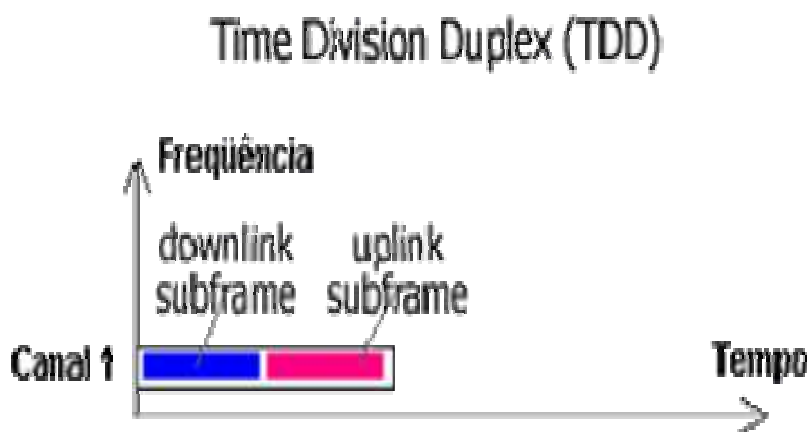 Time Division Duplex (TDD)
Freqüência
downlink
subframe
uplink
subframe
Canal 1
Tempo